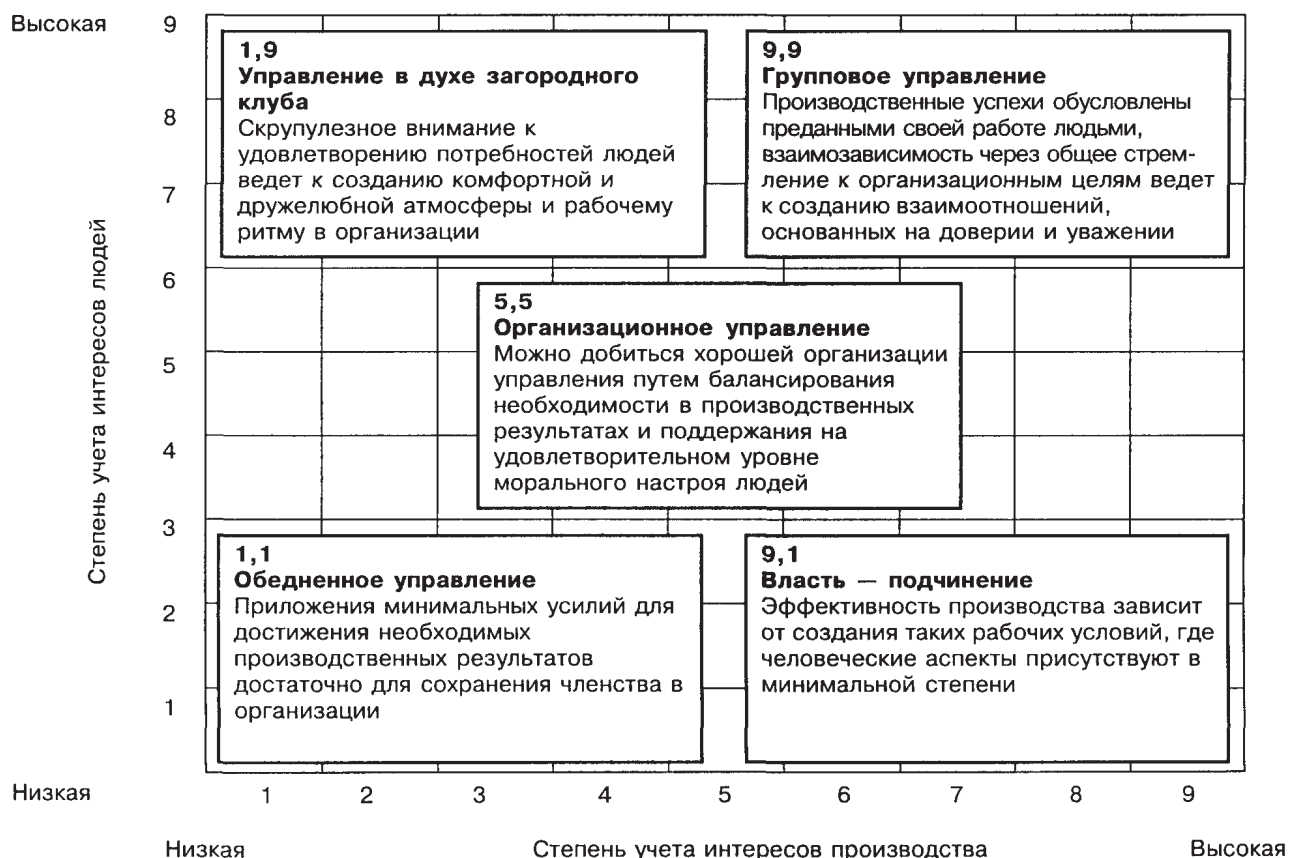 Высокая
9
1,9
Управление в духе загородного
клуба
Скрупулезное внимание к
удовлетворению потребностей людей
ведет к созданию комфортной и
дружелюбной атмосферы и рабочему
ритму в организации
9,9
Групповое управление
Производственные успехи обусловлены
преданными своей работе людьми,
взаимозависимость через общее стрем-
ление к организационным целям ведет
к созданию взаимоотношений,
основанных на доверии и уважении
8
7
6
5
4
3
2
1
Степень учета интересов людей
5,5
Организационное управление
Можно добиться хорошей организации
управления путем балансирования
необходимости в производственных
результатах и поддержания на
удовлетворительном уровне
морального настроя людей
1,1
Обедненное управление
Приложения минимальных усилий для
достижения необходимых
производственных результатов
достаточно для сохранения членства в
организации
9,1
Власть — подчинение
Эффективность производства зависит
от создания таких рабочих условий, где
человеческие аспекты присутствуют в
минимальной степени
Низкая
1 2 3 4 5 6 7 8 9
Низкая
Степень учета интересов производства
Высокая